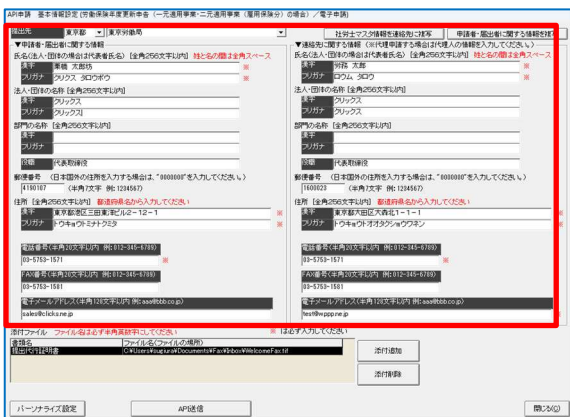 API申請　基本情報設定 (労働保険年度更新申告（一元適用事業・二元適用事業（雇用保険分）の場合）／電子申請)
提出先 東京都 東京労働局 社労士マスタ情報を連絡先に複写 申請者・届出者に関する情報を複写
▼申請者・届出者に関する情報
氏名(法人・団体の場合は代表者氏名) [全角256文字以内] 姓と名の間は全角スペース
漢字 太郎 ※
フリガナ クリクス タロウボウ ※
法人・団体の名称 [全角256文字以内]
漢字 クリックス
フリガナ クリックス
部門の名称 [全角256文字以内]
漢字
フリガナ
役職 代表取締役
郵便番号 （日本国外の住所を入力する場合は、"0000000"を入力してください。）
4190107 (半角7文字 例: 1234567)
住所 [全角256文字以内] 都道府県名から入力してください
漢字 東京都港区三田東洋ビル2－12－1 ※
フリガナ トウキョウトミナトクミタ ※
電話番号(半角20文字以内 例:012-345-6789)
03-5753-1571 ※
FAX番号(半角20文字以内 例:012-345-6789)
03-5753-1581
電子メールアドレス(半角128文字以内 例:aaa@bbb.co.jp)
sales@clicks.ne.jp
▼連絡先に関する情報 （※代理申請する場合は代理人の情報を入力してください。）
氏名(法人・団体の場合は代表者氏名) [全角256文字以内] 姓と名の間は全角スペース
漢字 労務 太郎 ※
フリガナ ロウム タロウ ※
法人・団体の名称 [全角256文字以内]
漢字 クリックス
フリガナ クリックス
部門の名称 [全角256文字以内]
漢字
フリガナ
役職 代表取締役
郵便番号 （日本国外の住所を入力する場合は、"0000000"を入力してください。）
1600023 (半角7文字 例: 1234567)
住所 [全角256文字以内] 都道府県名から入力してください
漢字 東京都大田区大森北1－1－1 ※
フリガナ トウキョウトオオタクショウワネン ※
電話番号(半角20文字以内 例:012-345-6789)
03-5753-1571 ※
FAX番号(半角20文字以内 例:012-345-6789)
03-5753-1581
電子メールアドレス(半角128文字以内 例:aaa@bbb.co.jp)
test@wppp.ne.jp ※
添付ファイル ファイル名は必ず半角英数字にしてください ※ は必ず入力してください
書類名 ファイル名(ファイルの場所)
提出代行証明書 C:¥Users¥sugiura¥Documents¥Fax¥Inbox¥WelcomeFax.tif
添付追加
添付削除
パーソナライズ設定 API送信 閉じる(C)